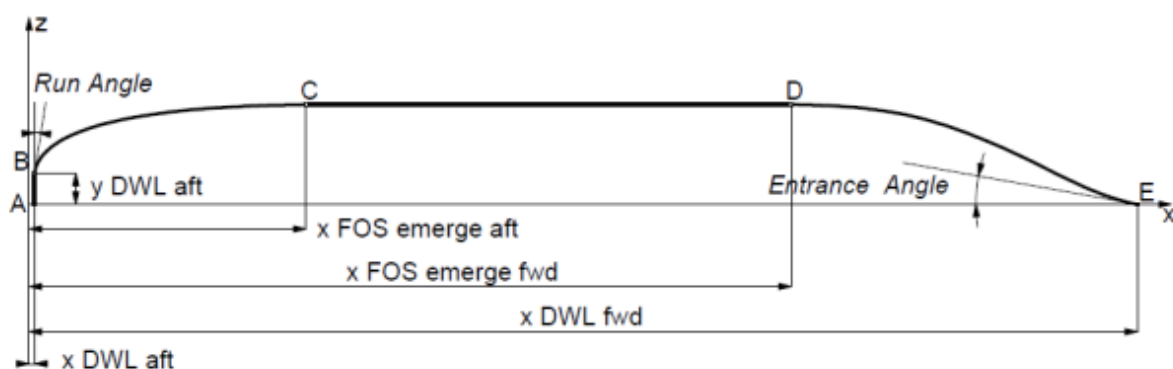 z
Run Angle
C
D
B
y DWL aft
Entrance Angle
A
E
x
x FOS emerge aft
x FOS emerge fwd
x DWL fwd
x DWL aft